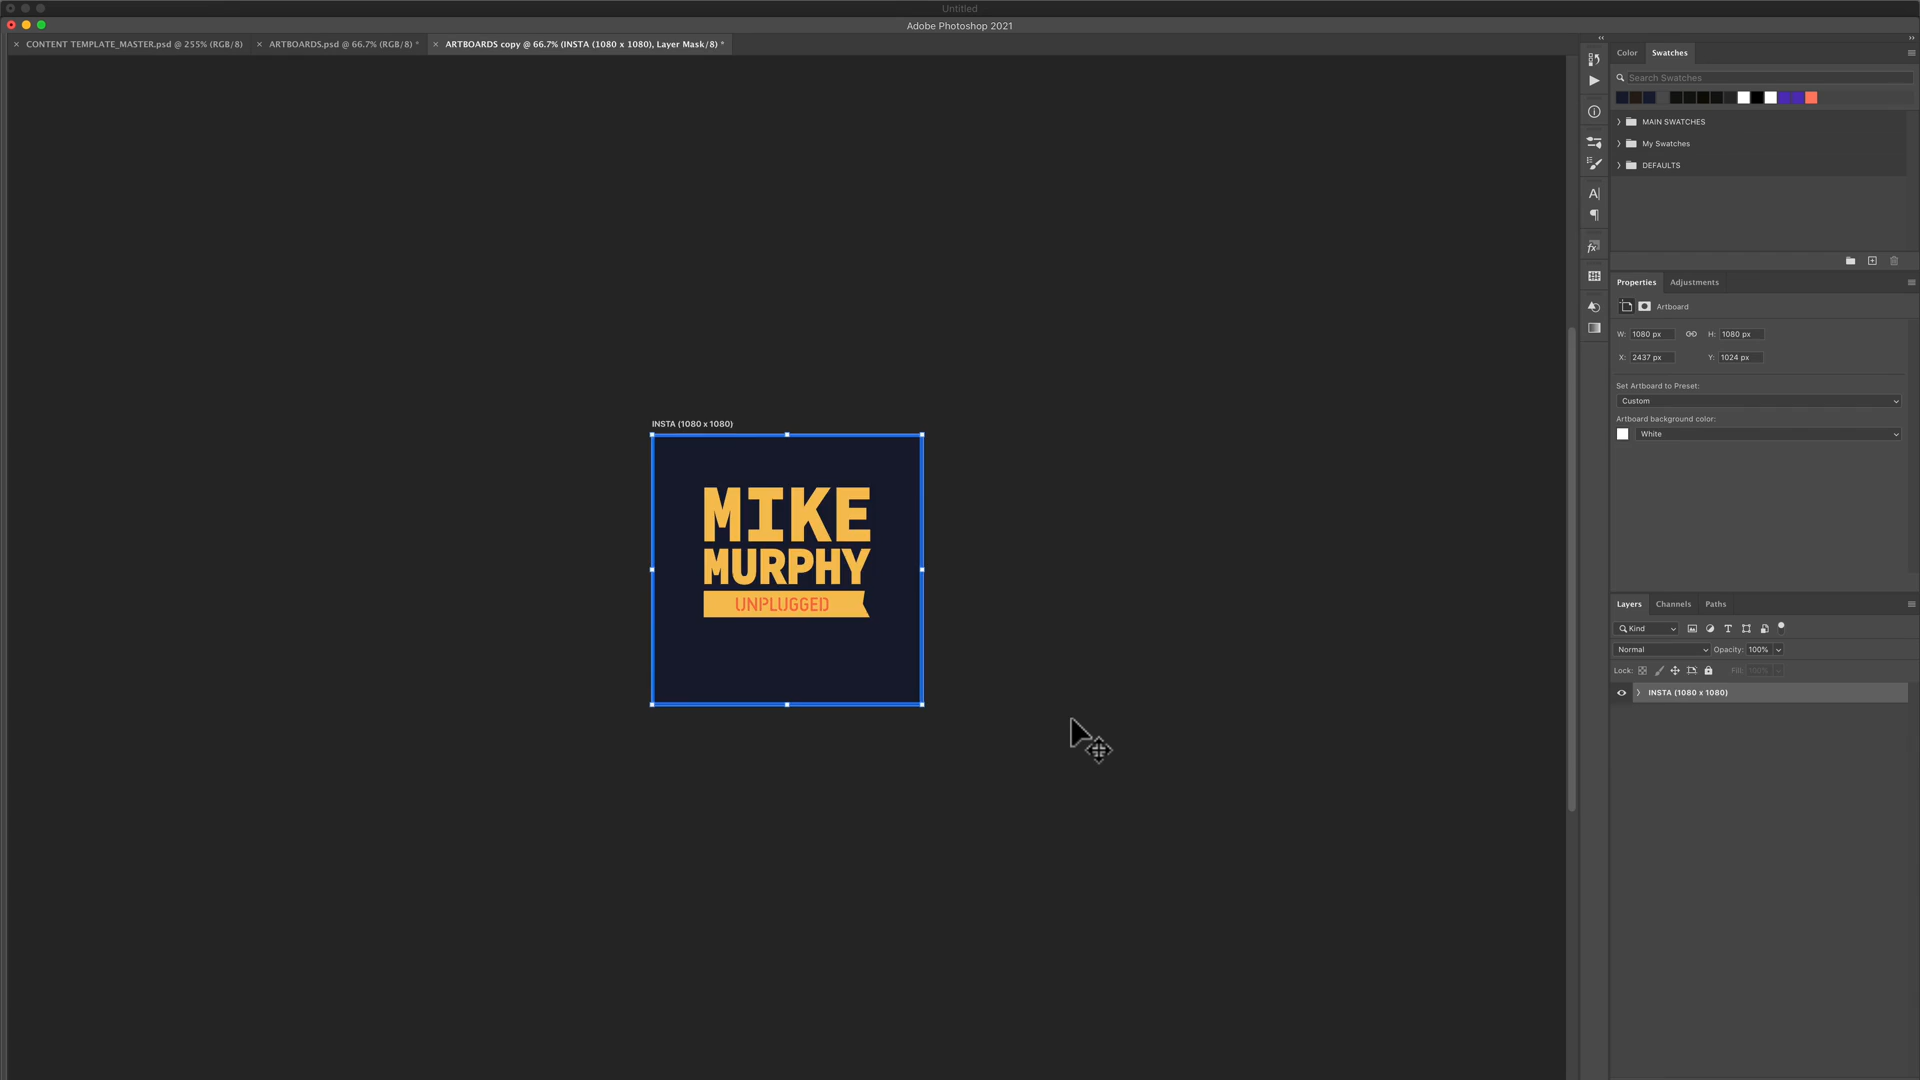 Untitled
Adobe Photoshop 2021
CONTENT TEMPLATE_MASTER.psd @ 255% (RGB/8)
ARTBOARDS.psd @ 66.7% (RGB/8) *
ARTBOARDS copy @ 66.7% (INSTA (1080 x 1080), Layer Mask/8) *
Color
Swatches
Search Swatches
MAIN SWATCHES
My Swatches
DEFAULTS
Properties
Adjustments
Artboard
W: 1080 px
H: 1080 px
X: 2437 px
Y: 1024 px
Set Artboard to Preset:
Custom
Artboard background color:
White
INSTA (1080 x 1080)
MIKE
MURPHY
UNPLUGGED
Layers
Channels
Paths
Kind
Normal
Opacity: 100%
Lock:
Fill: 100%
INSTA (1080 x 1080)